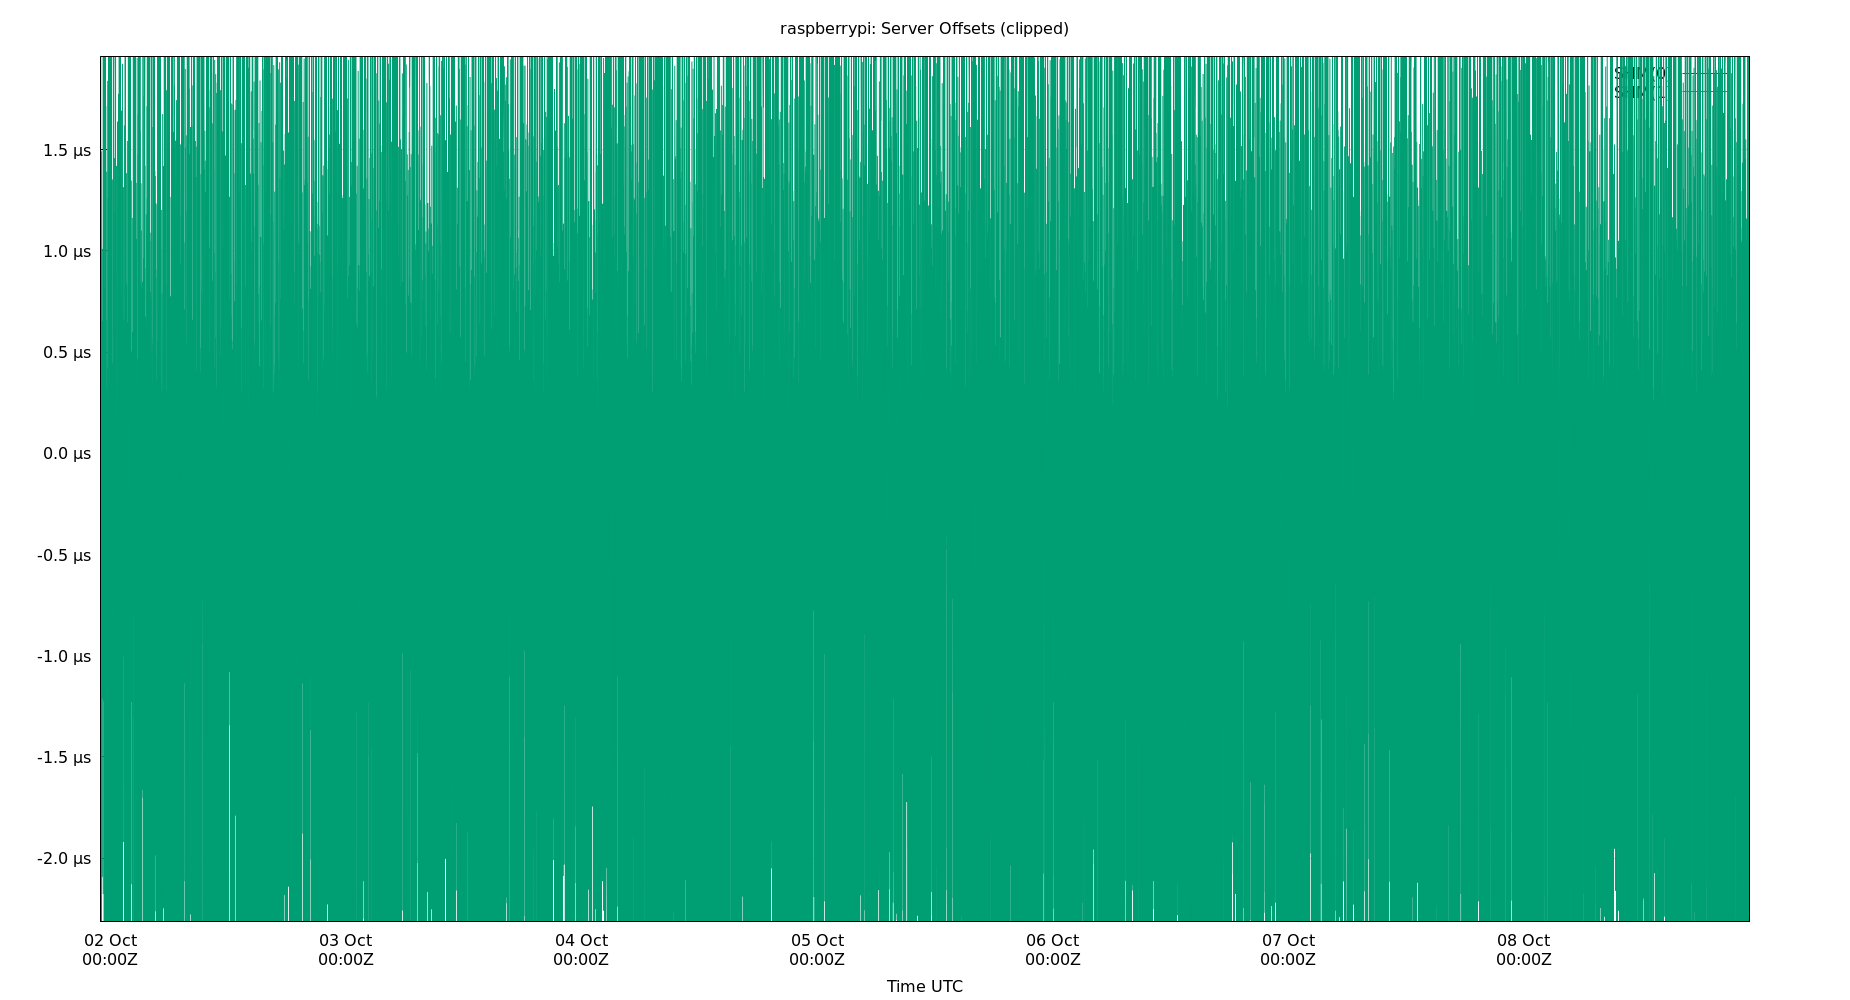 raspberrypi: Server Offsets (clipped)
1.5 µs
1.0 µs
0.5 µs
0.0 µs
-0.5 µs
-1.0 µs
-1.5 µs
-2.0 µs
02 Oct 03 Oct 04 Oct 05 Oct 06 Oct 07 Oct 08 Oct
00:00Z 00:00Z 00:00Z 00:00Z 00:00Z 00:00Z 00:00Z
Time UTC